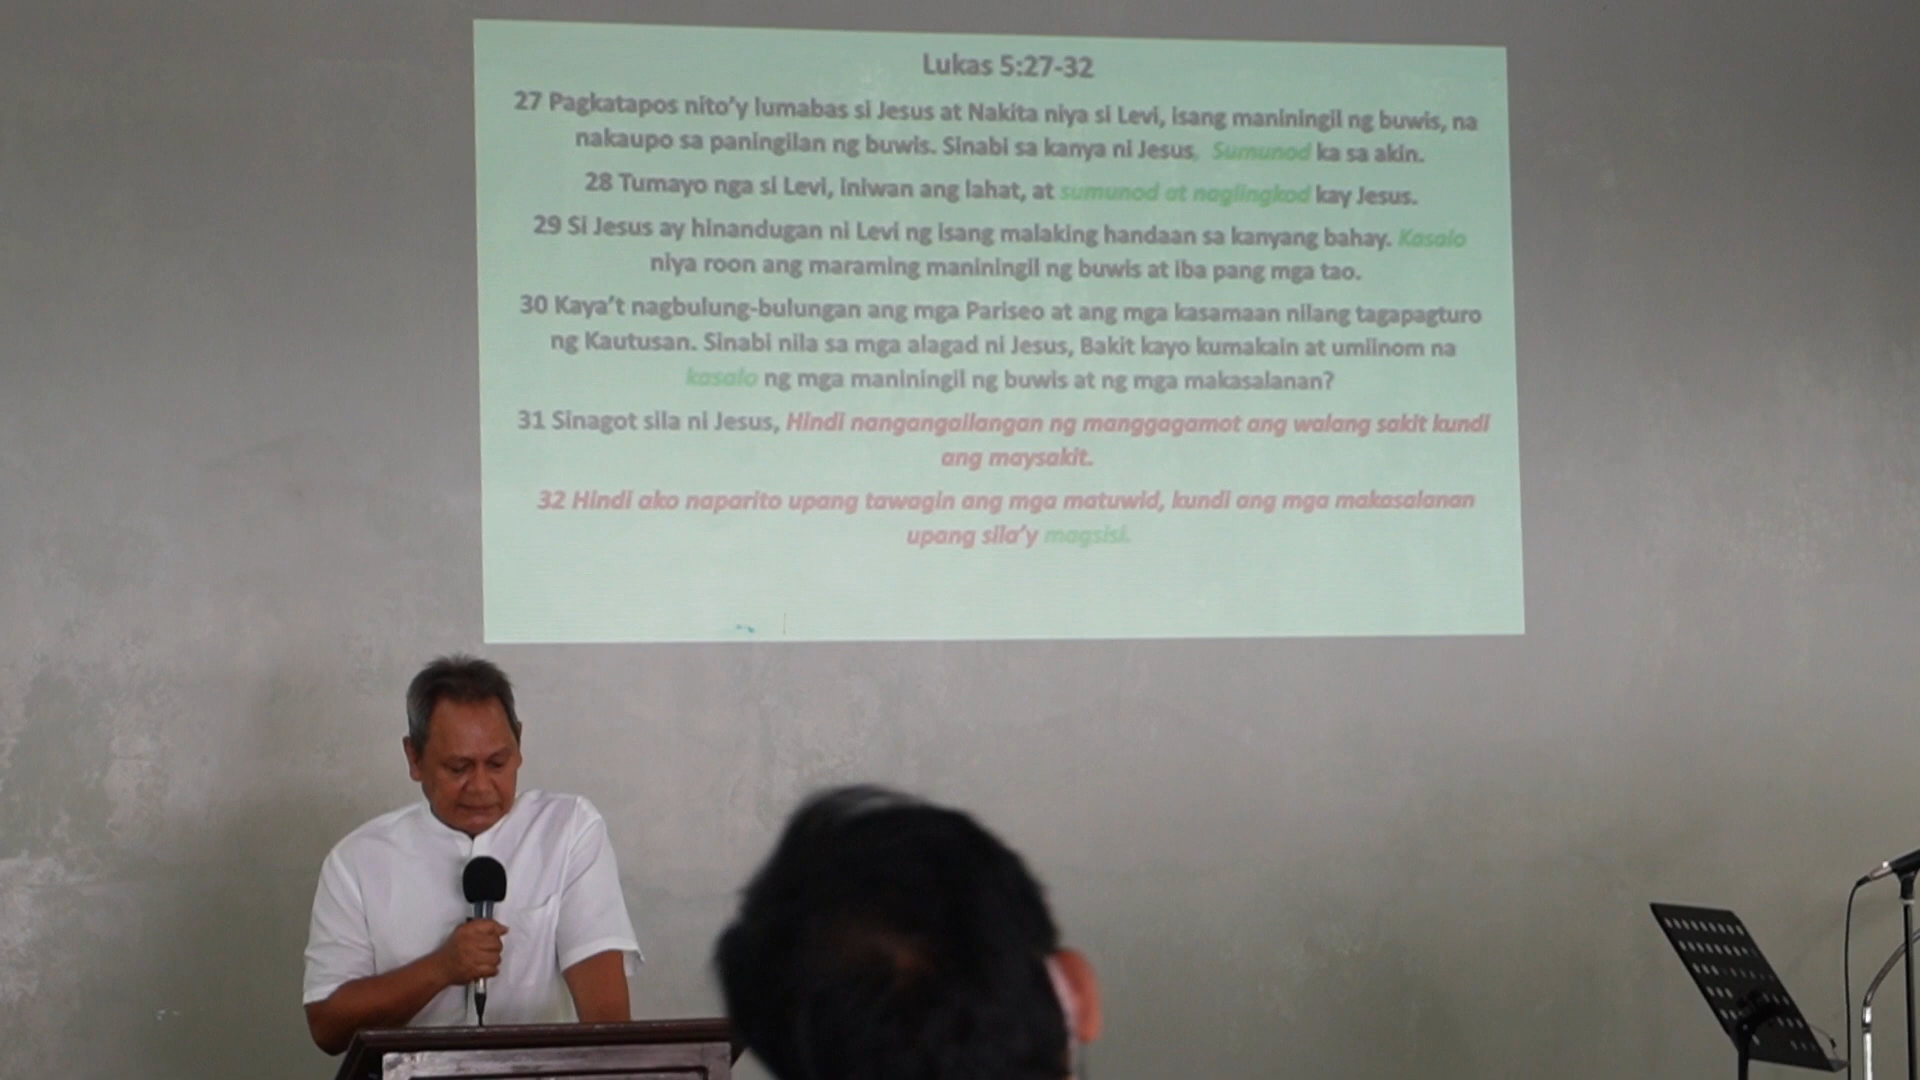 Lukas 5:27-32
27 Pagkatapos nito’y lumabas si Jesus at Nakita niya si Levi, isang maniningil ng buwis, na
nakaupo sa paningilan ng buwis. Sinabi sa kanya ni Jesus, Sumunod ka sa akin.
28 Tumayo nga si Levi, iniwan ang lahat, at sumunod at naglingkod kay Jesus.
29 Si Jesus ay hinandugan ni Levi ng isang malaking handaan sa kanyang bahay. Kasalo
niya roon ang maraming maniningil ng buwis at iba pang mga tao.
30 Kaya’t nagbulung-bulungan ang mga Pariseo at ang mga kasamaan nilang tagapagturo
ng Kautusan. Sinabi nila sa mga alagad ni Jesus, Bakit kayo kumakain at umiinom na
kasalo ng mga maniningil ng buwis at ng mga makasalanan?
31 Sinagot sila ni Jesus, Hindi nangangailangan ng manggagamot ang walang sakit kundi
ang maysakit.
32 Hindi ako naparito upang tawagin ang mga matuwid, kundi ang mga makasalanan
upang sila’y magsisi.